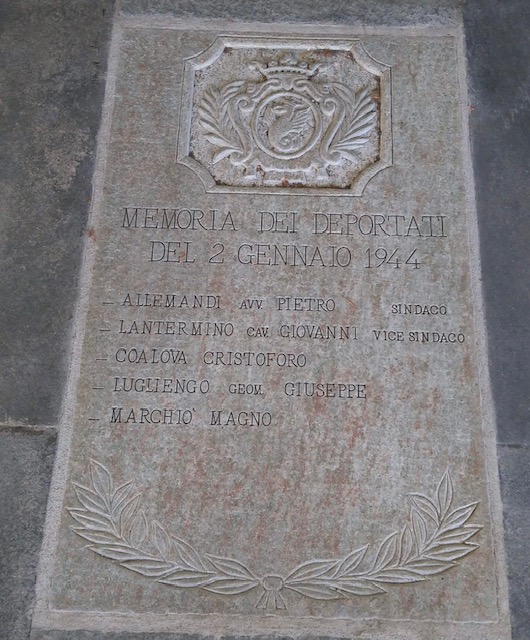 MEMORIA DEI DEPORTATI
DEL 2 GENNAIO 1944
– ALLEMANDI AVV. PIETRO SINDACO
– LANTERMINO CAV. GIOVANNI VICE SINDACO
– COALOVA CRISTOFORO
– LUGLIENGO GEOM. GIUSEPPE
– MARCHIO' MAGNO